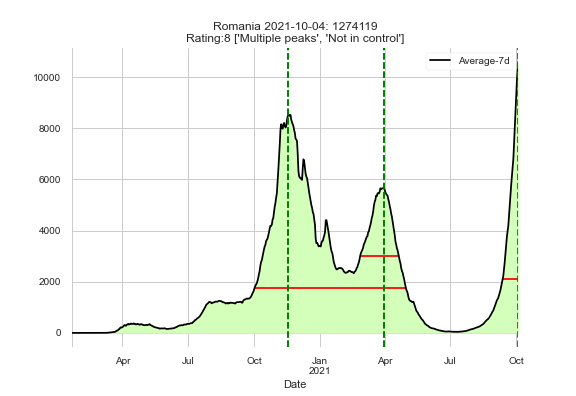 Romania 2021-10-04: 1274119
Rating:8 ['Multiple peaks', 'Not in control']
Average-7d
10000
8000
6000
4000
2000
0
Apr Jul Oct Jan Apr Jul Oct
2021
Date